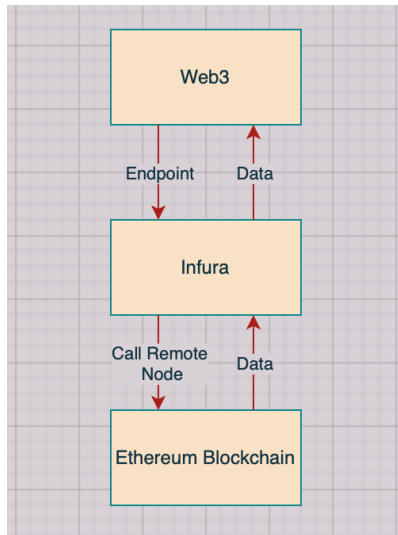 Web3
Endpoint
Data
Infura
Call Remote
Node
Data
Ethereum Blockchain